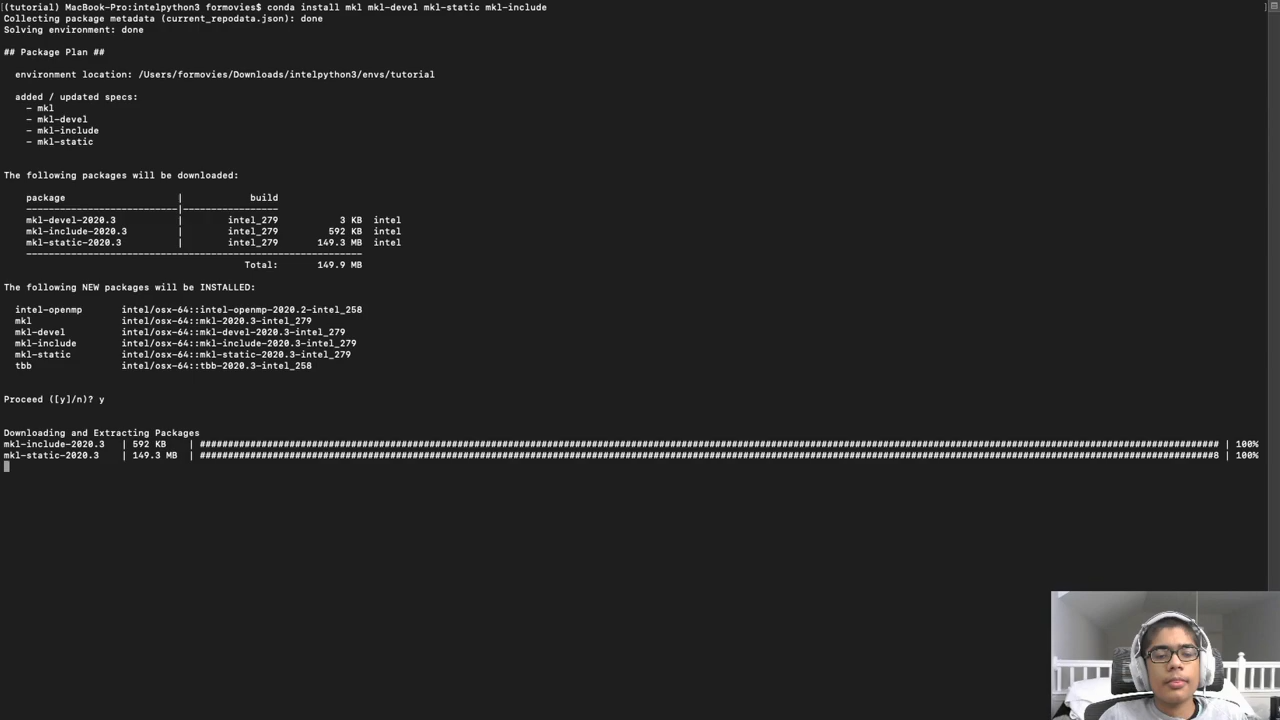 (tutorial) MacBook-Pro:intelpython3 formovies$ conda install mkl mkl-devel mkl-static mkl-include
Collecting package metadata (current_repodata.json): done
Solving environment: done
## Package Plan ##
environment location: /Users/formovies/Downloads/intelpython3/envs/tutorial
added / updated specs:
- mkl
- mkl-devel
- mkl-include
- mkl-static
The following packages will be downloaded:
package | build
---------------------------|-----------------
mkl-devel-2020.3 | intel_279 3 KB intel
mkl-include-2020.3 | intel_279 592 KB intel
mkl-static-2020.3 | intel_279 149.3 MB intel
------------------------------------------------------------
Total: 149.9 MB
The following NEW packages will be INSTALLED:
intel-openmp intel/osx-64::intel-openmp-2020.2-intel_258
mkl intel/osx-64::mkl-2020.3-intel_279
mkl-devel intel/osx-64::mkl-devel-2020.3-intel_279
mkl-include intel/osx-64::mkl-include-2020.3-intel_279
mkl-static intel/osx-64::mkl-static-2020.3-intel_279
tbb intel/osx-64::tbb-2020.3-intel_258
Proceed ([y]/n)? y
Downloading and Extracting Packages
mkl-include-2020.3 | 592 KB | ##################################################################################################################################################################################### | 100%
mkl-static-2020.3 | 149.3 MB | ####################################################################################################################################################################################8 | 100%